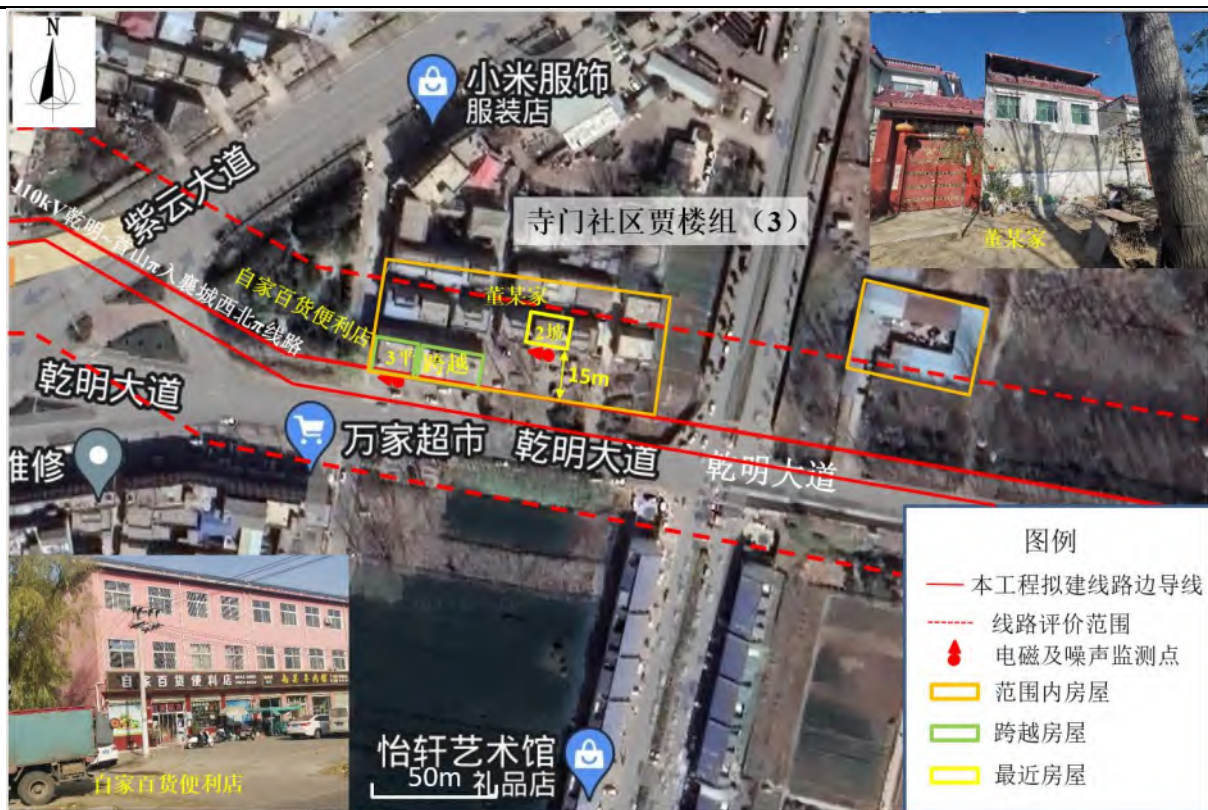 N
小米服饰
服装店
紫云大道
110kV乾明~首山π入襄城西北π线路
寺门社区贾楼组（3）
董某家
自家百货便利店
董某家
2坡
3平
跨越
15m
乾明大道
万家超市
乾明大道
乾明大道
维修
自家百货便利店
自家百货便利店
怡轩艺术馆
礼品店
50m
图例
本工程拟建线路边导线
线路评价范围
电磁及噪声监测点
范围内房屋
跨越房屋
最近房屋